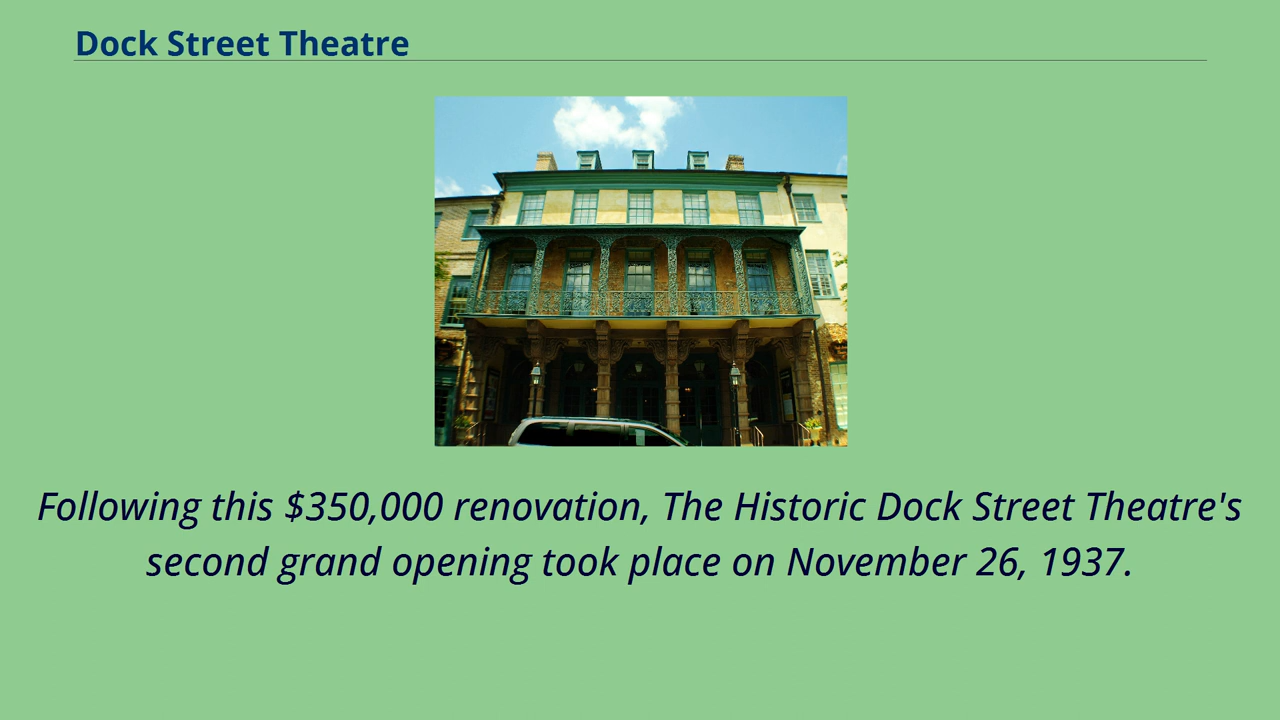 Dock Street Theatre
Following this $350,000 renovation, The Historic Dock Street Theatre's
second grand opening took place on November 26, 1937.